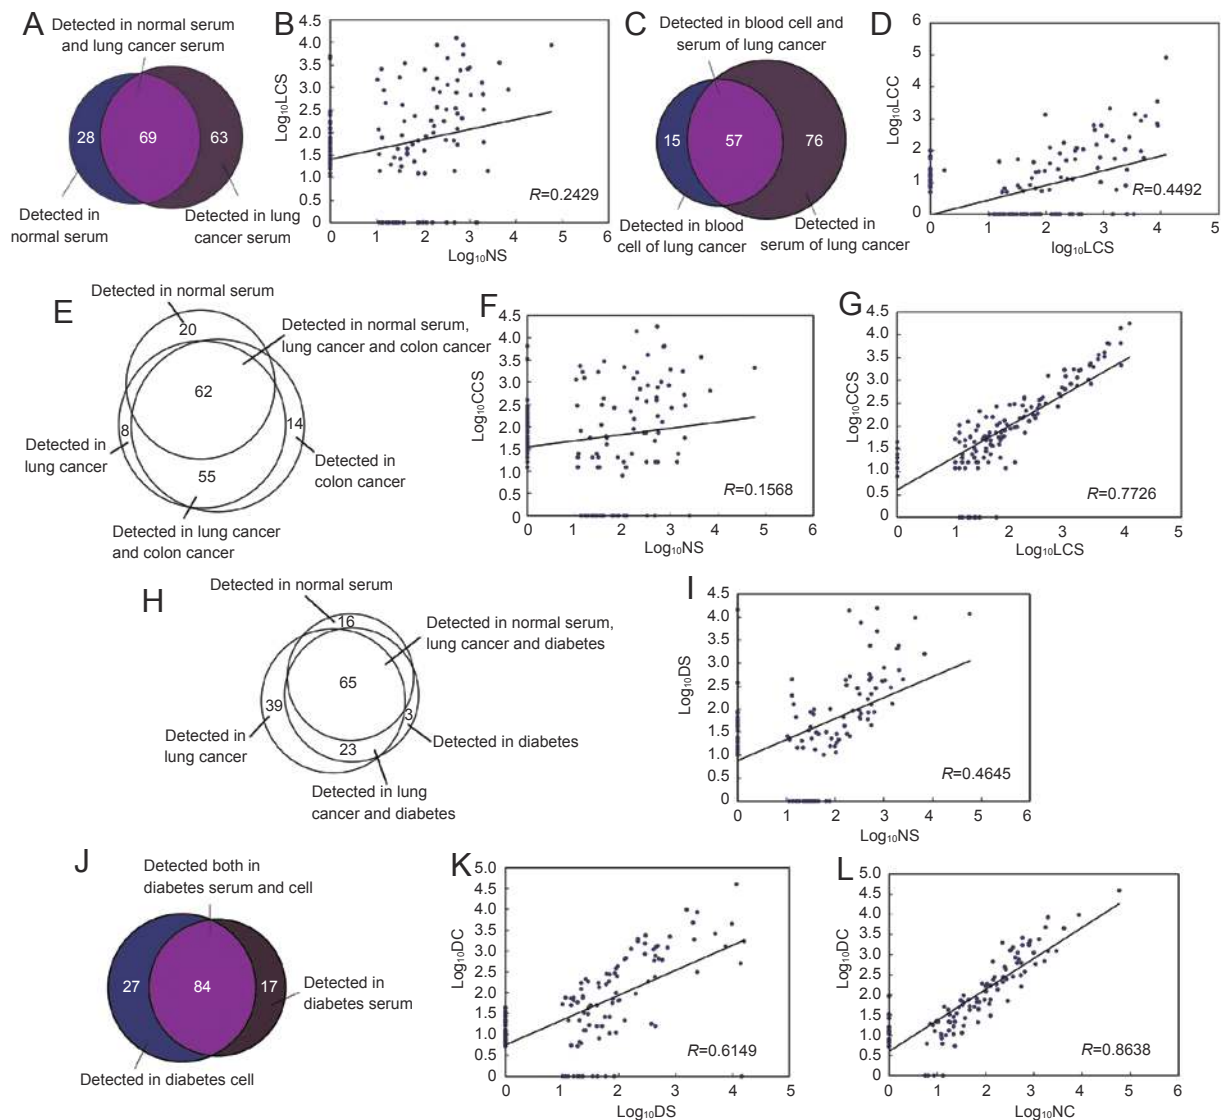 A
Detected in normal serum
and lung cancer serum
28
69
63
Detected in
normal serum
Detected in lung
cancer serum
B
4.5
4.0
3.5
3.0
2.5
2.0
1.5
1.0
0.5
0
Log₁₀LCS
R=0.2429
0 1 2 3 4 5 6
Log₁₀NS
C
Detected in blood cell and
serum of lung cancer
15
57
76
Detected in blood
cell of lung cancer
Detected in
serum of lung cancer
D
6
5
4
3
2
1
0
Log₁₀LCC
R=0.4492
0 1 2 3 4 5
log₁₀LCS
E
Detected in normal serum
20
Detected in normal serum,
lung cancer and colon cancer
62
8
14
Detected in
lung cancer
Detected in
colon cancer
55
Detected in lung cancer
and colon cancer
F
4.5
4.0
3.5
3.0
2.5
2.0
1.5
1.0
0.5
0
Log₁₀CCS
R=0.1568
0 1 2 3 4 5 6
Log₁₀NS
G
4.5
4.0
3.5
3.0
2.5
2.0
1.5
1.0
0.5
0
Log₁₀CCS
R=0.7726
0 1 2 3 4 5
Log₁₀LCS
H
Detected in normal serum
16
Detected in normal serum,
lung cancer and diabetes
65
39
3
Detected in
lung cancer
Detected in diabetes
23
Detected in lung
cancer and diabetes
I
4.5
4.0
3.5
3.0
2.5
2.0
1.5
1.0
0.5
0
Log₁₀DS
R=0.4645
0 1 2 3 4 5 6
Log₁₀NS
J
Detected both in
diabetes serum and cell
27
84
17
Detected in
diabetes serum
Detected in diabetes cell
K
5.0
4.5
4.0
3.5
3.0
2.5
2.0
1.5
1.0
0.5
0
Log₁₀DC
R=0.6149
0 1 2 3 4 5
Log₁₀DS
L
5.0
4.5
4.0
3.5
3.0
2.5
2.0
1.5
1.0
0.5
0
Log₁₀DC
R=0.8638
0 1 2 3 4 5 6
Log₁₀NC